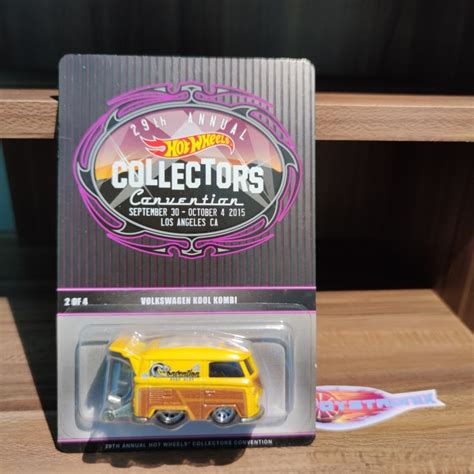 29th ANNUAL
HOT WHEELS
COLLECTORS
Convention
SEPTEMBER 30 - OCTOBER 4 2015
LOS ANGELES CA
2 OF 4
VOLKSWAGEN KOOL KOMBI
Convention
29TH ANNUAL HOT WHEELS COLLECTORS CONVENTION